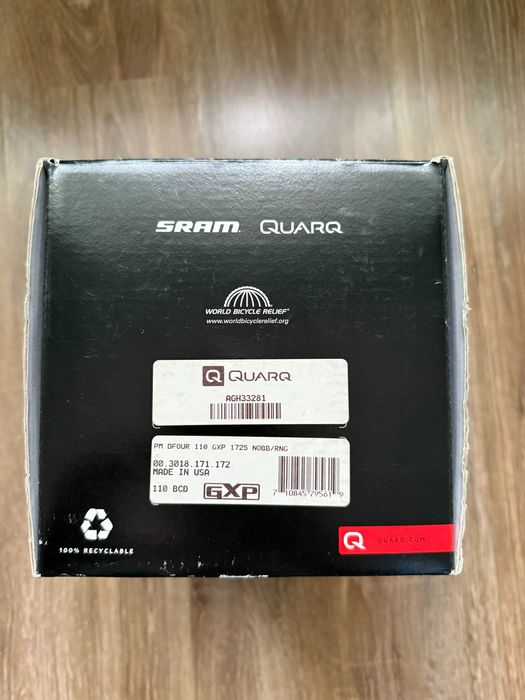 SRAM QUARQ
WORLD BICYCLE RELIEF®
www.worldbicyclerelief.org
QUARQ
AGH33281
PM DFOUR 110 GXP 1725 NOBB/RNG
00.3018.171.172
MADE IN USA
110 BCD GXP 7 10845 79561 9
100% RECYCLABLE
QUARQ.COM